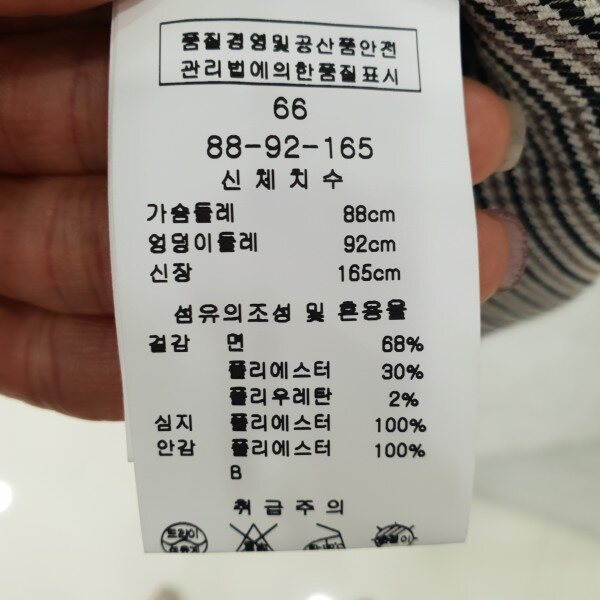 품질경영및공산품안전
관리법에의한품질표시
66
88-92-165
신체치수
가슴둘레 88cm
엉덩이둘레 92cm
신장 165cm
섬유의조성 및 혼용율
겉감 면 68%
폴리에스터 30%
폴리우레탄 2%
심지 폴리에스터 100%
안감 폴리에스터 100%
B
취급주의
드라이